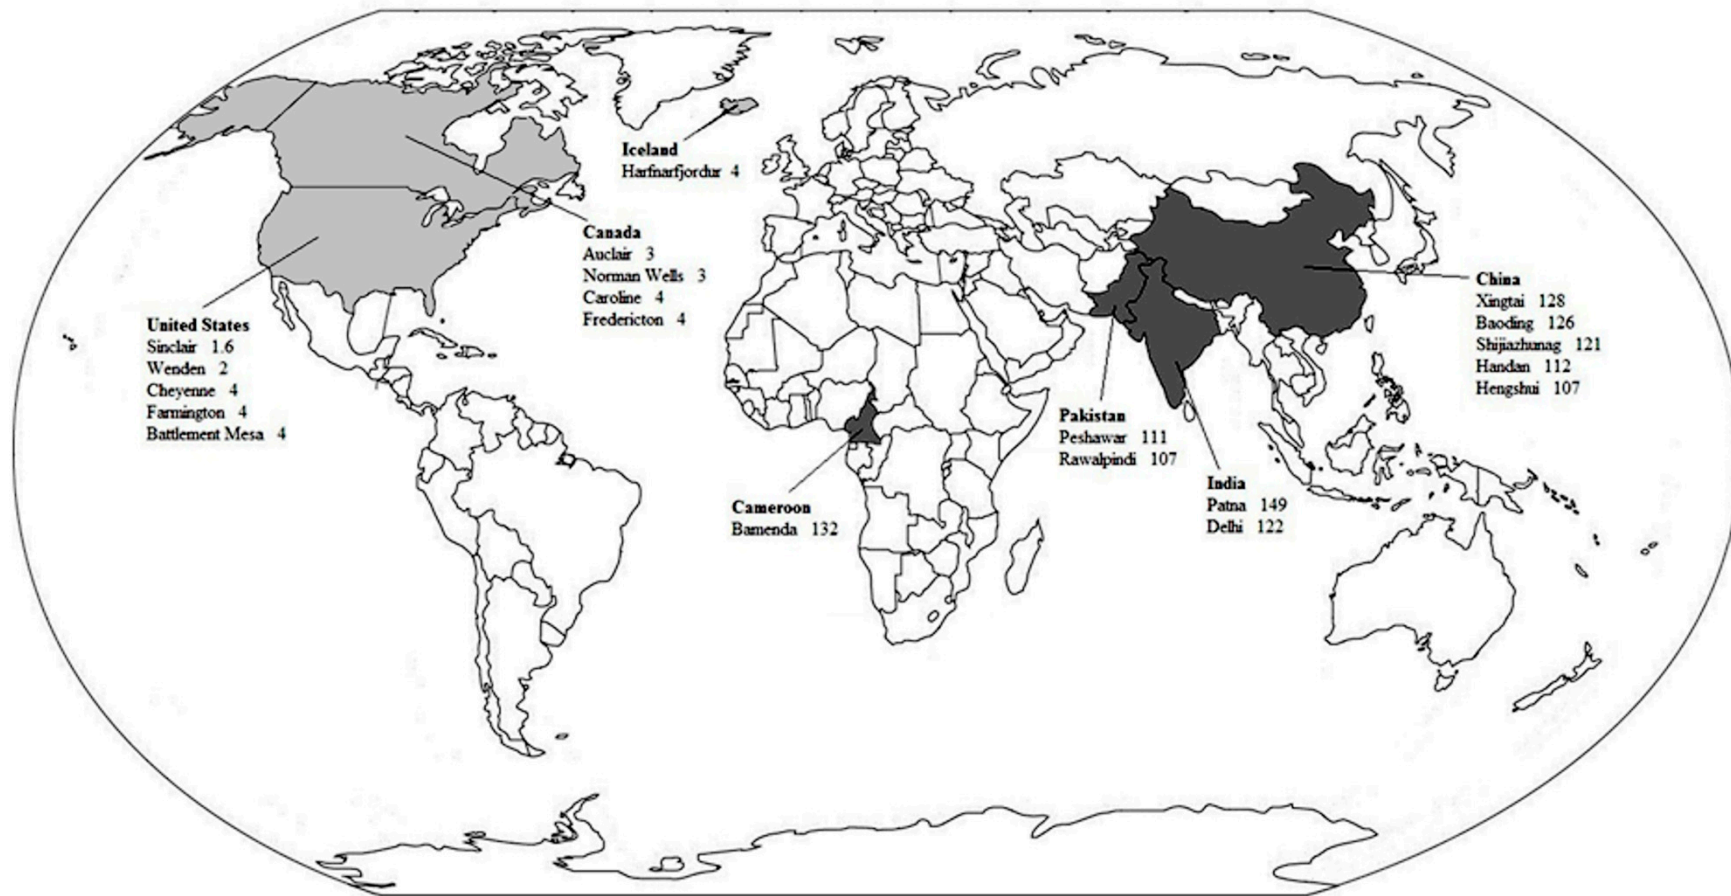 Iceland
Harfnarfjordur 4
Canada
Auclair 3
Norman Wells 3
Caroline 4
Fredericton 4
United States
Sinclair 1.6
Wenden 2
Cheyenne 4
Farmington 4
Battlement Mesa 4
China
Xingtai 128
Baoding 126
Shijiazhunag 121
Handan 112
Hengshui 107
Pakistan
Peshawar 111
Rawalpindi 107
India
Patna 149
Delhi 122
Cameroon
Bamenda 132